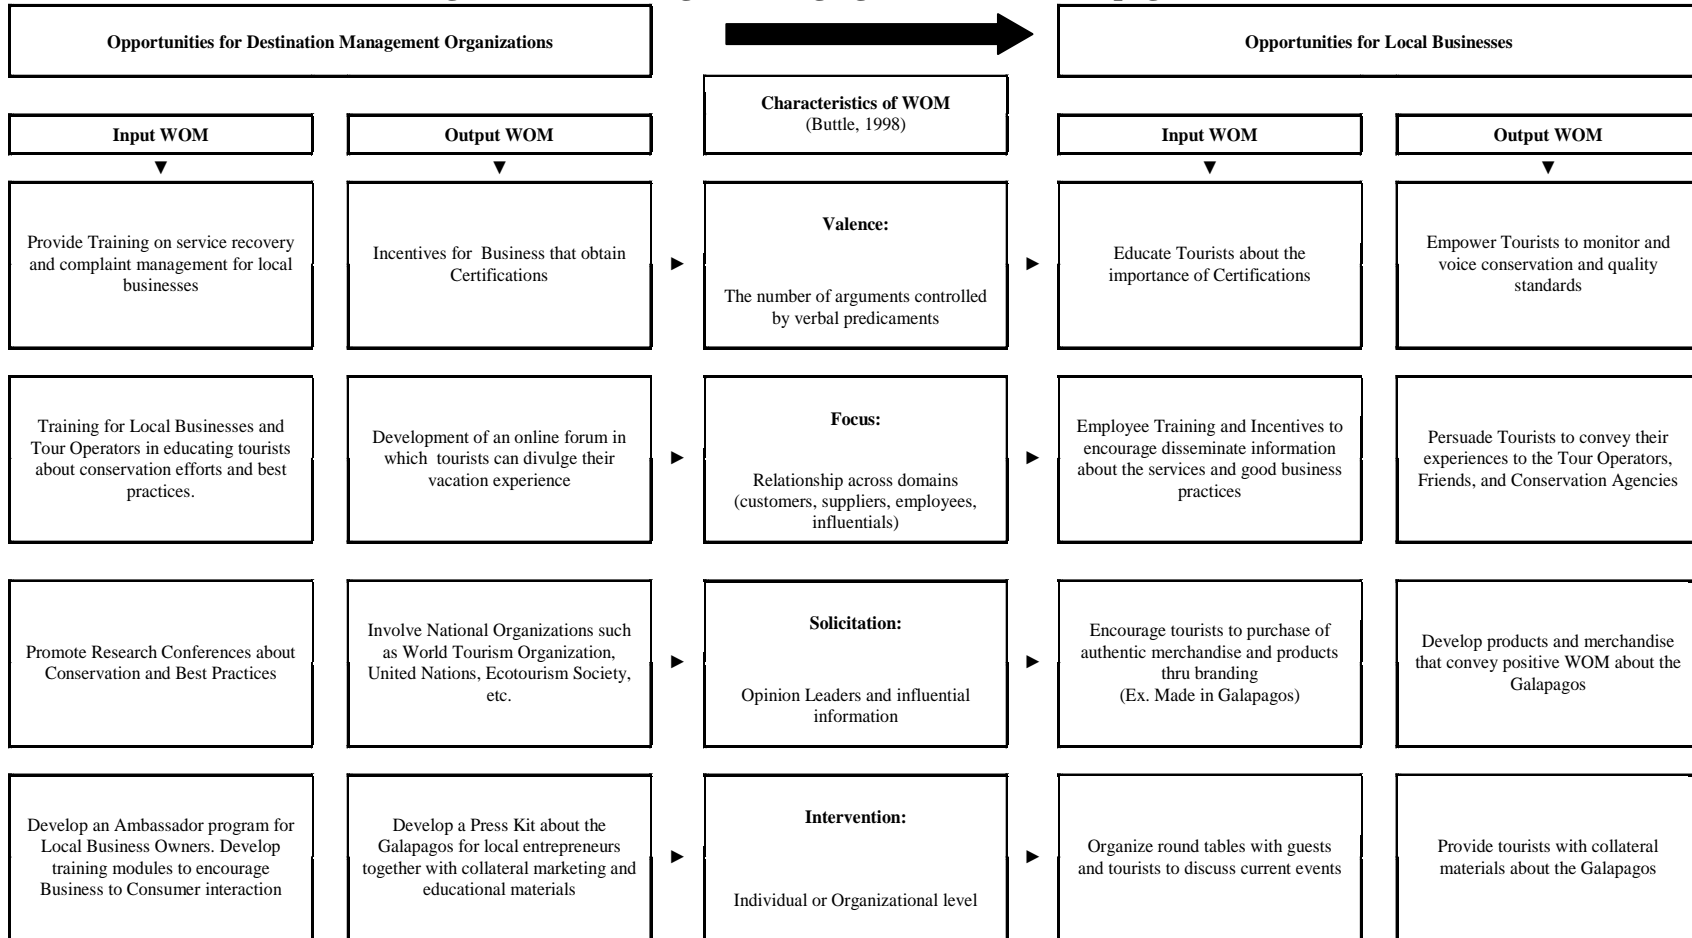 Opportunities for Destination Management Organizations
Opportunities for Local Businesses
Characteristics of WOM
(Buttle, 1998)
Input WOM
Output WOM
Input WOM
Output WOM
Provide Training on service recovery
and complaint management for local
businesses
Incentives for Business that obtain
Certifications
Valence:
The number of arguments controlled
by verbal predicaments
Educate Tourists about the
importance of Certifications
Empower Tourists to monitor and
voice conservation and quality
standards
Training for Local Businesses and
Tour Operators in educating tourists
about conservation efforts and best
practices.
Development of an online forum in
which tourists can divulge their
vacation experience
Focus:
Relationship across domains
(customers, suppliers, employees,
influentials)
Employee Training and Incentives to
encourage disseminate information
about the services and good business
practices
Persuade Tourists to convey their
experiences to the Tour Operators,
Friends, and Conservation Agencies
Promote Research Conferences about
Conservation and Best Practices
Involve National Organizations such
as World Tourism Organization,
United Nations, Ecotourism Society,
etc.
Solicitation:
Opinion Leaders and influential
information
Encourage tourists to purchase of
authentic merchandise and products
thru branding
(Ex. Made in Galapagos)
Develop products and merchandise
that convey positive WOM about the
Galapagos
Develop an Ambassador program for
Local Business Owners. Develop
training modules to encourage
Business to Consumer interaction
Develop a Press Kit about the
Galapagos for local entrepreneurs
together with collateral marketing and
educational materials
Intervention:
Individual or Organizational level
Organize round tables with guests
and tourists to discuss current events
Provide tourists with collateral
materials about the Galapagos